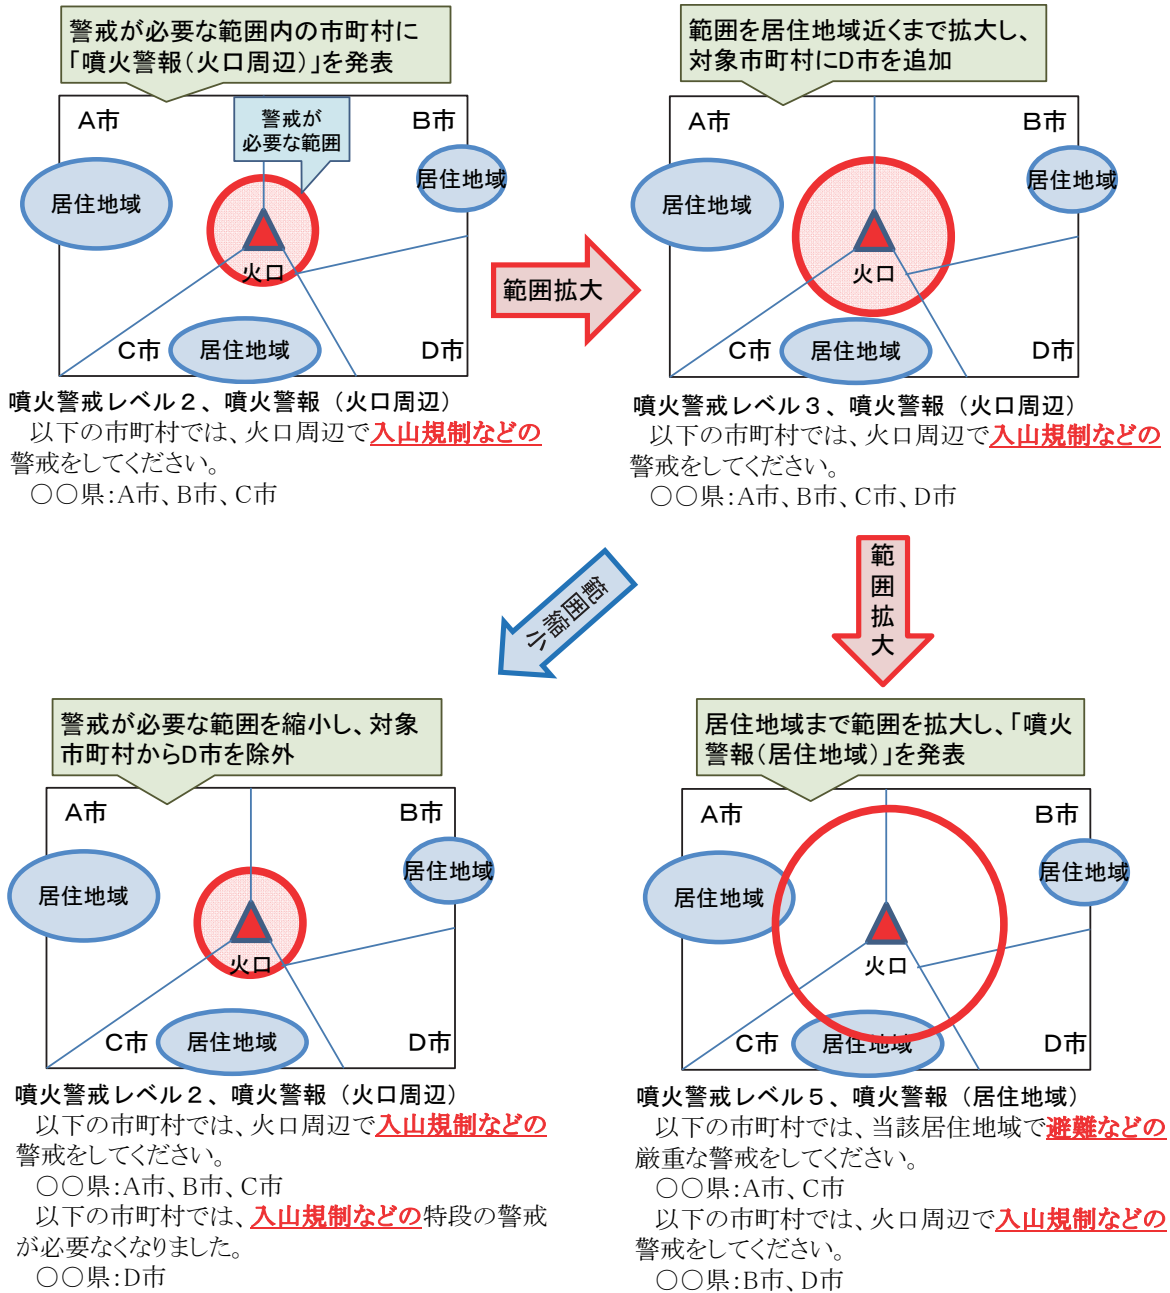 警戒が必要な範囲内の市町村に
「噴火警報（火口周辺）」を発表
A市
B市
警戒が
必要な範囲
居住地域
居住地域
火口
C市
居住地域
D市
噴火警戒レベル２、噴火警報（火口周辺）
以下の市町村では、火口周辺で入山規制などの
警戒をしてください。
○○県：A市、B市、C市
範囲拡大
範囲を居住地域近くまで拡大し、
対象市町村にD市を追加
A市
B市
居住地域
居住地域
火口
C市
居住地域
D市
噴火警戒レベル３、噴火警報（火口周辺）
以下の市町村では、火口周辺で入山規制などの
警戒をしてください。
○○県：A市、B市、C市、D市
範囲縮小
範囲拡大
警戒が必要な範囲を縮小し、対象
市町村からD市を除外
A市
B市
居住地域
居住地域
火口
C市
居住地域
D市
噴火警戒レベル２、噴火警報（火口周辺）
以下の市町村では、火口周辺で入山規制などの
警戒をしてください。
○○県：A市、B市、C市
以下の市町村では、入山規制などの特段の警戒
が必要なくなりました。
○○県：D市
居住地域まで範囲を拡大し、「噴火
警報（居住地域）」を発表
A市
B市
居住地域
居住地域
火口
C市
居住地域
D市
噴火警戒レベル５、噴火警報（居住地域）
以下の市町村では、当該居住地域で避難などの
厳重な警戒をしてください。
○○県：A市、C市
以下の市町村では、火口周辺で入山規制などの
警戒をしてください。
○○県：B市、D市